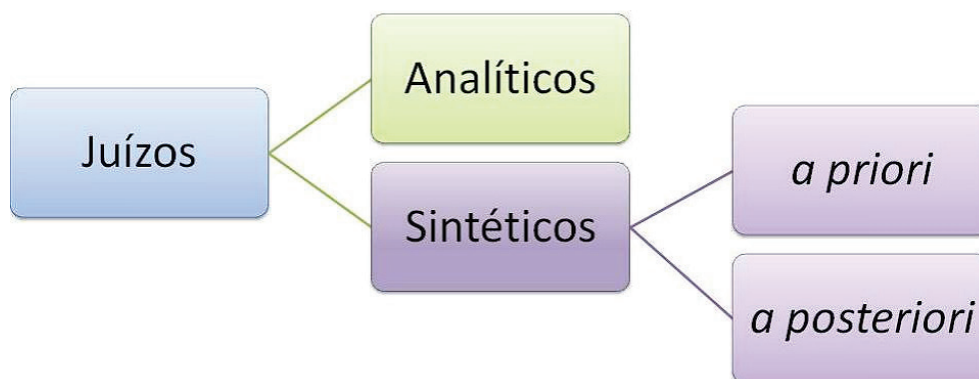 Juízos
Analíticos
Sintéticos
a priori
a posteriori